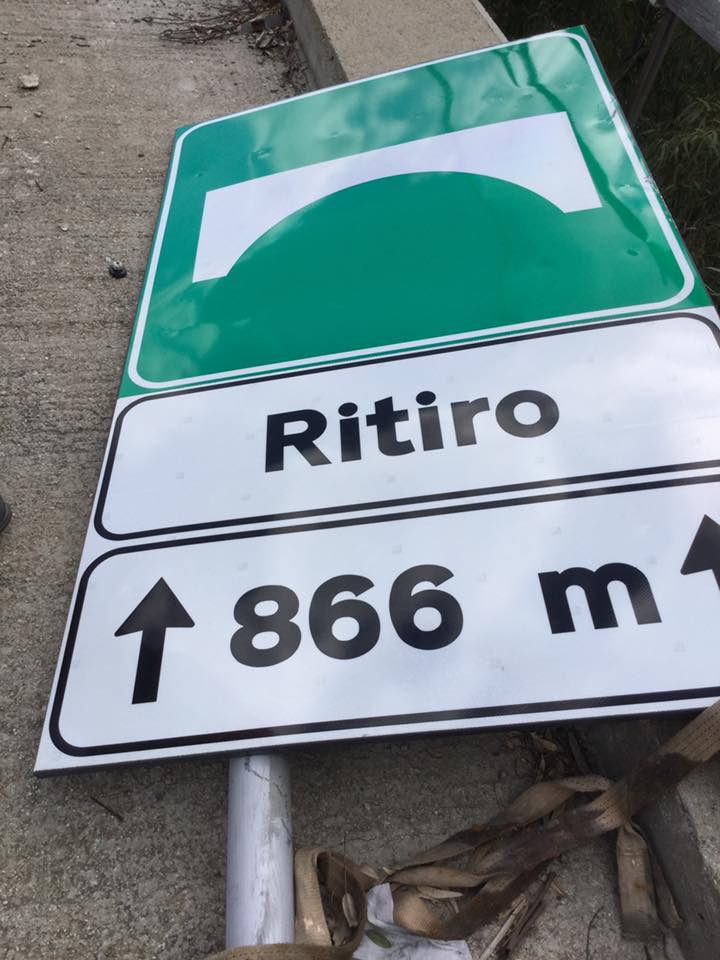 Ritiro
↑ 866 m ↑